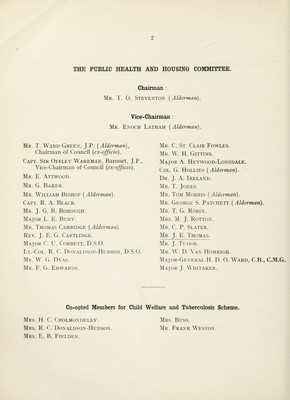 2
THE PUBLIC HEALTH AND HOUSING COMMITTEE.
Chairman :
MR. T. O. STEVENTON (Alderman).
Vice-Chairman :
MR. ENOCH LATHAM (Alderman).
MR. T. WARD GREEN, J.P. (Alderman),
Chairman of Council (ex-officio).
CAPT. SIR OFFLEY WAKEMAN, Baronet, J.P.,
Vice-Chairman of Council (ex-officio).
MR. E. ATTWOOD.
MR. G. BAKER.
MR. WILLIAM BISHOP (Alderman).
CAPT. R. A. BLACK.
MR. J. G. B. BOROUGH.
MAJOR L. E. BURY.
MR. THOMAS CAMBIDGE (Alderman).
REV. J. E. G. CARTLIDGE.
MAJOR C. U. CORBETT, D.S.O.
LT.-COL. R. C. DONALDSON-HUDSON, D.S.O.
MR. W. G. DYAS.
MR. F. G. EDWARDS.
MR. C. ST. CLAIR FOWLES.
MR. W. H. GITTINS.
MAJOR A. HEYWOOD-LONSDALE.
COL. G. HOLLIES (Alderman).
DR. J. A. IRELAND.
MR. T. JONES.
MR. TOM MORRIS (Alderman).
MR. GEORGE S. PATCHETT (Alderman).
MR. T. G. ROBIN.
MRS. M. J. ROTTON.
MR. C. P. SLATER.
MR. J. E. THOMAS.
MR. J. TUDOR.
MR. W. D. VAN HOMRIGH.
MAJOR-GENERAL H. D. O. WARD, C.B., C.M.G.
MAJOR J. WHITAKER.
Co-opted Members for Child Welfare and Tuberculosis Scheme.
MRS. H. C. CHOLMONDELEY.
MRS. R. C. DONALDSON-HUDSON.
MRS. E. B. FIELDEN.
MRS. BUSS.
MR. FRANK WESTON.